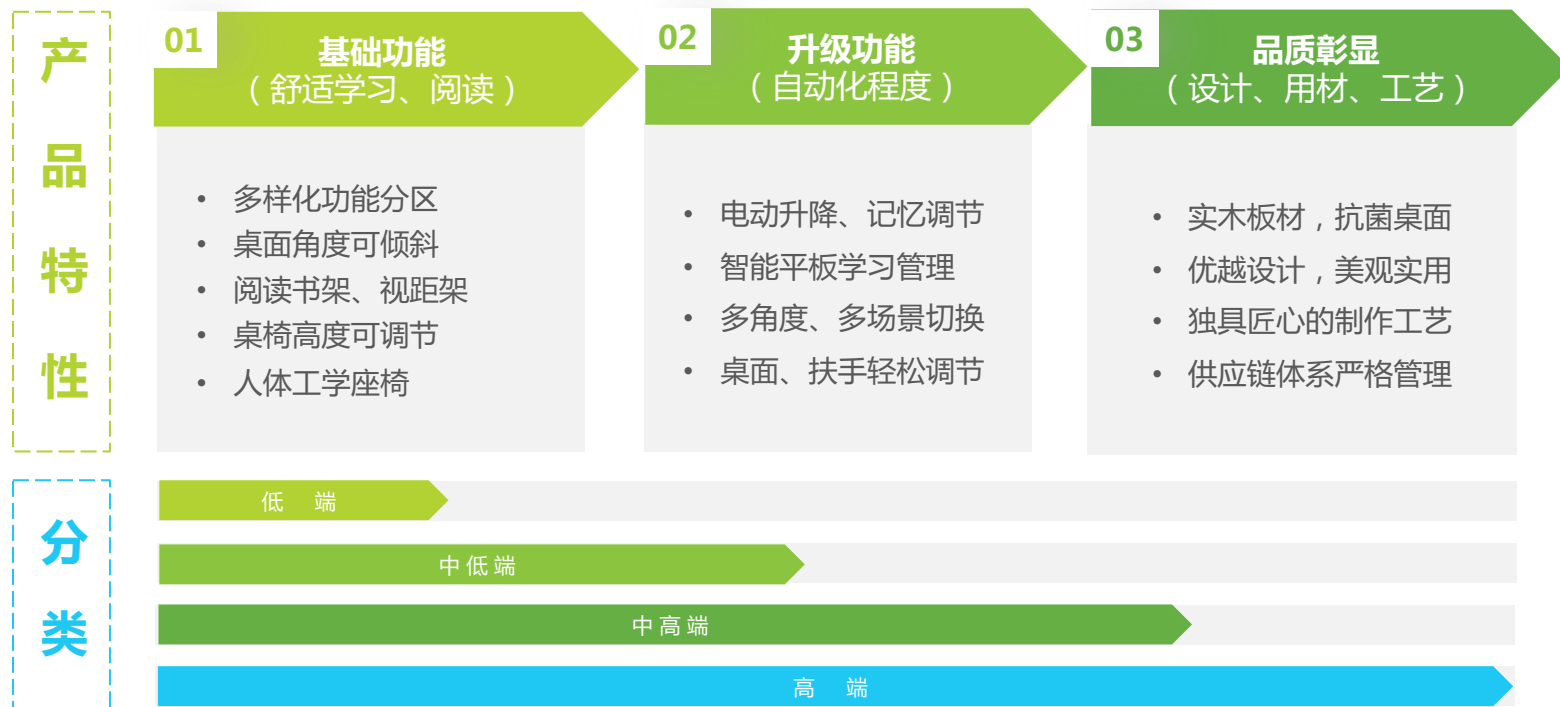 产
品
特
性
01
基础功能
（舒适学习、阅读）
• 多样化功能分区
• 桌面角度可倾斜
• 阅读书架、视距架
• 桌椅高度可调节
• 人体工学座椅
02
升级功能
（自动化程度）
• 电动升降、记忆调节
• 智能平板学习管理
• 多角度、多场景切换
• 桌面、扶手轻松调节
03
品质彰显
（设计、用材、工艺）
• 实木板材，抗菌桌面
• 优越设计，美观实用
• 独具匠心的制作工艺
• 供应链体系严格管理
分
类
低 端
中低端
中高端
高 端